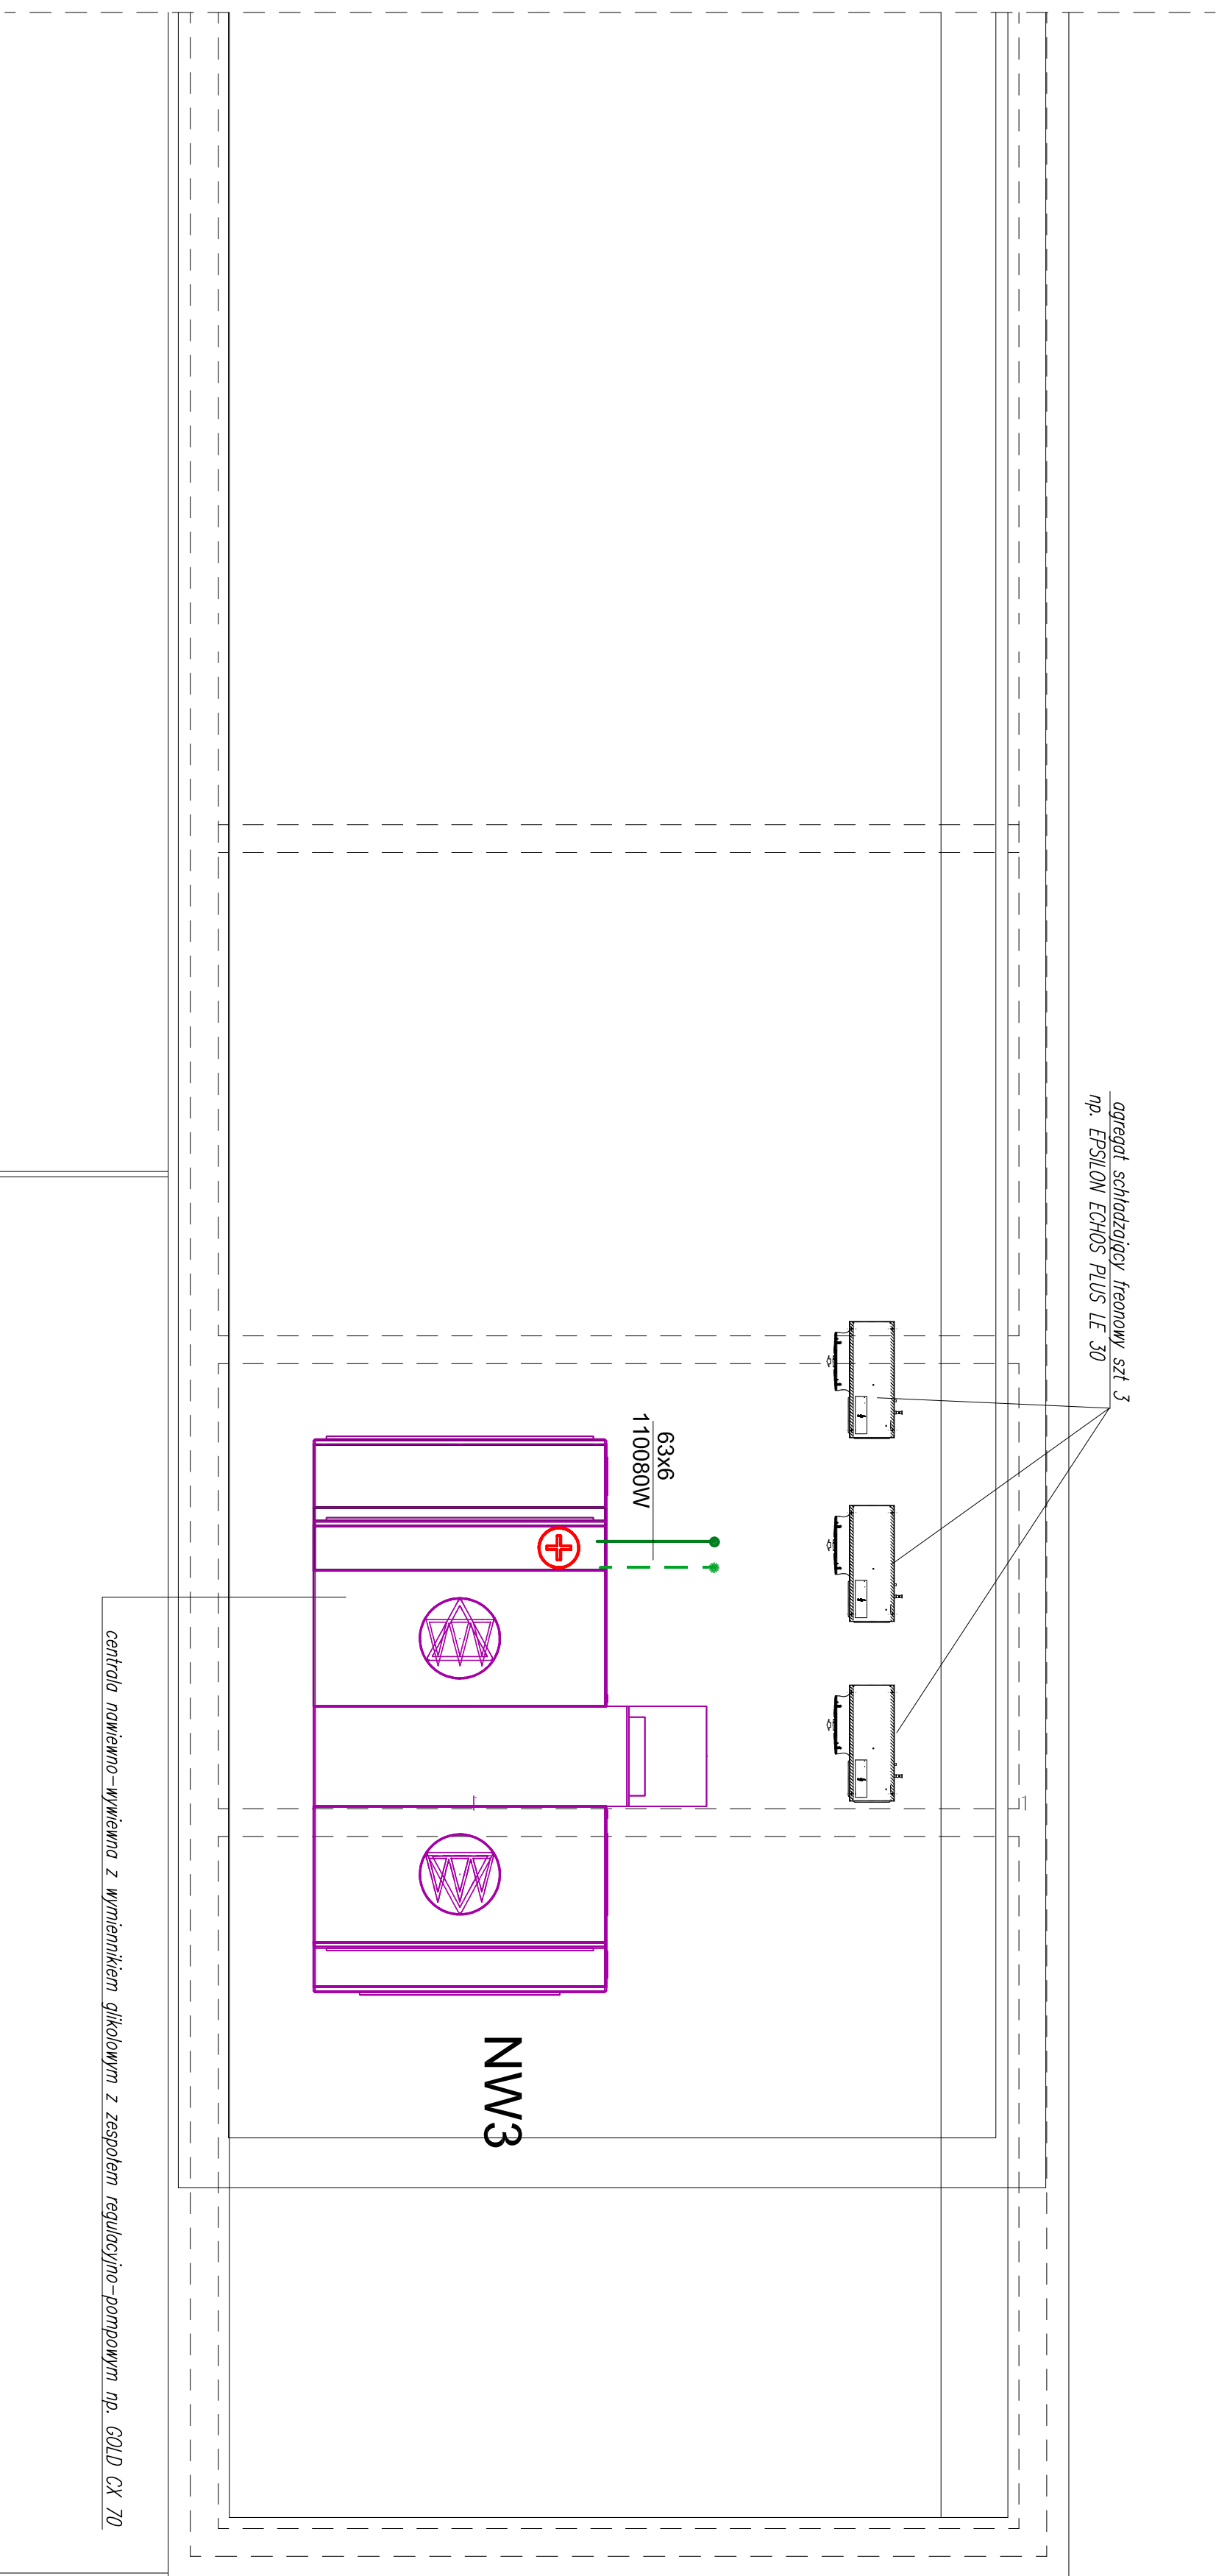 agregat schładzający freonowy szt 3
np. EPSILON ECHOS PLUS LE 30
63x6
110080W
NW3
centrala nawiewno-wywiewna z wymiennikiem glikolowym z zespołem regulacyjno-pompowym np. GOLD CX 70